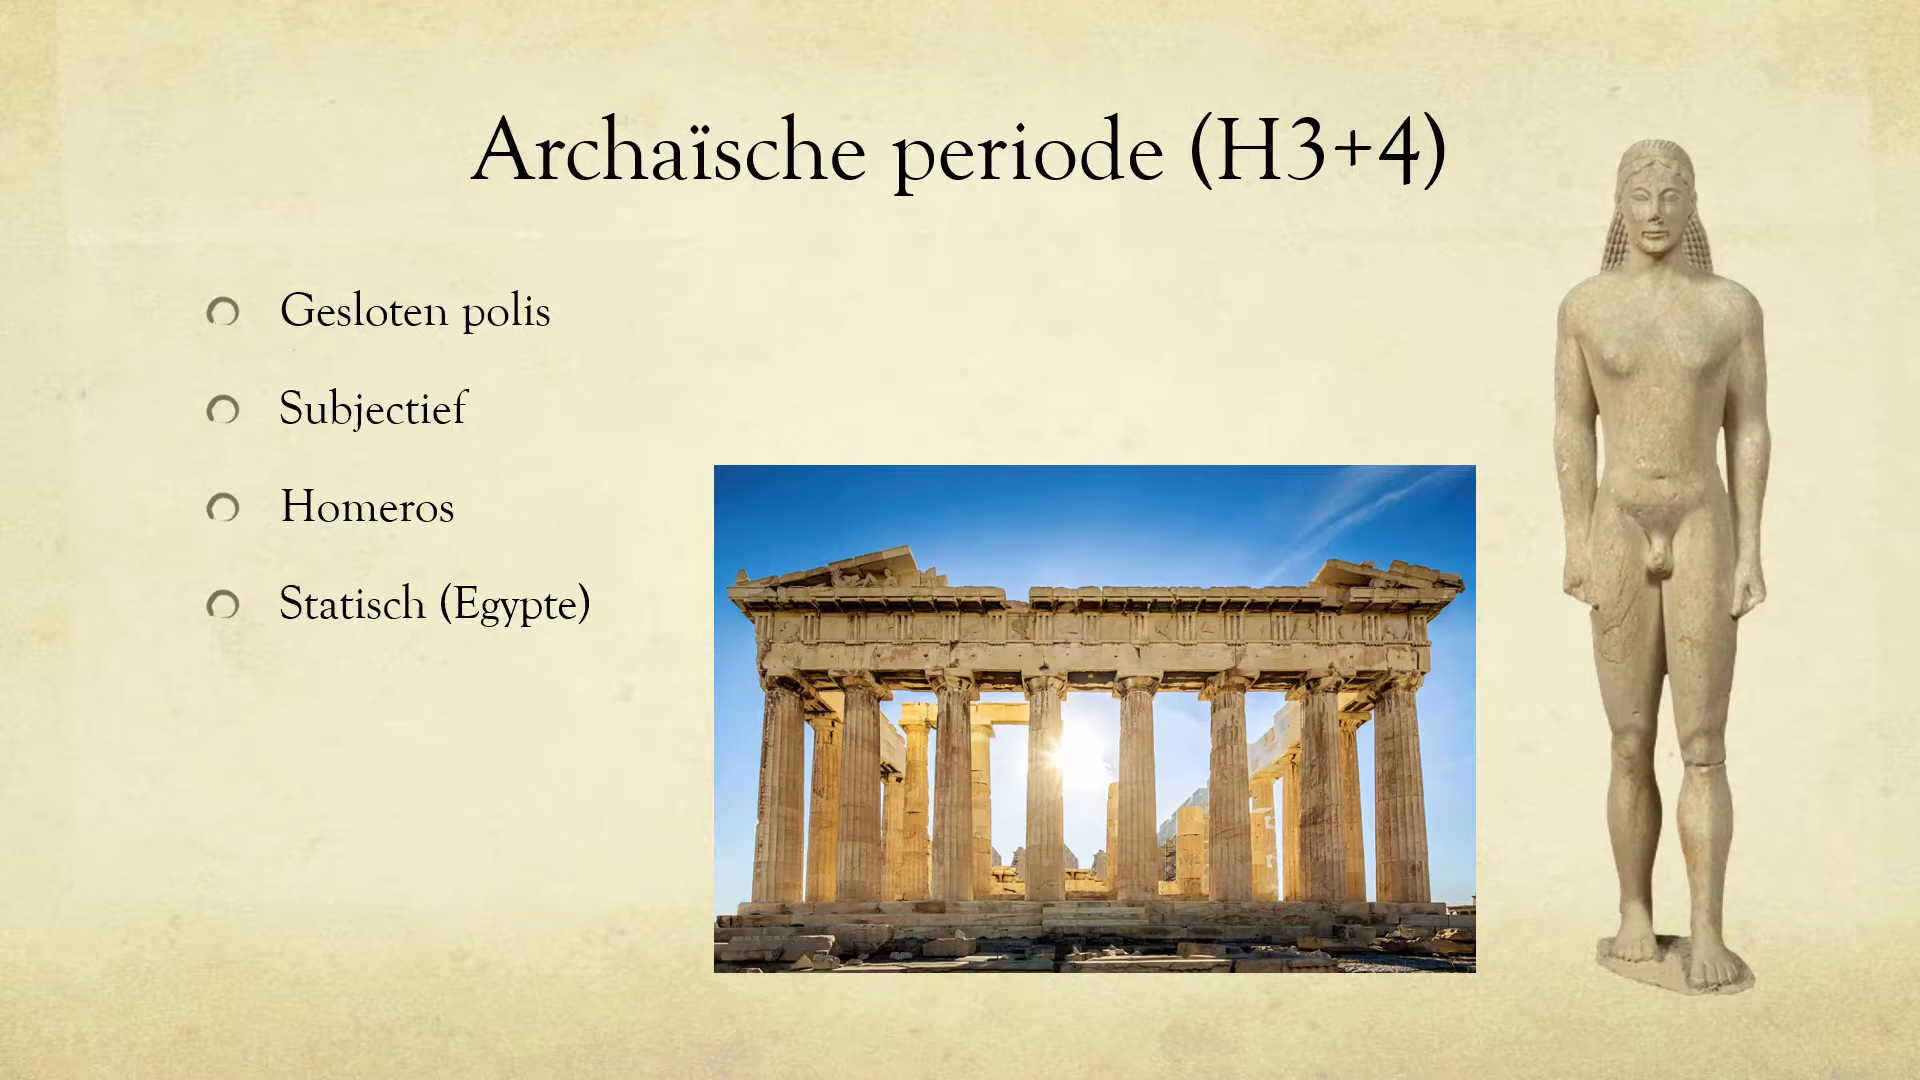 Archaïsche periode (H3+4)
Gesloten polis
Subjectief
Homeros
Statisch (Egypte)